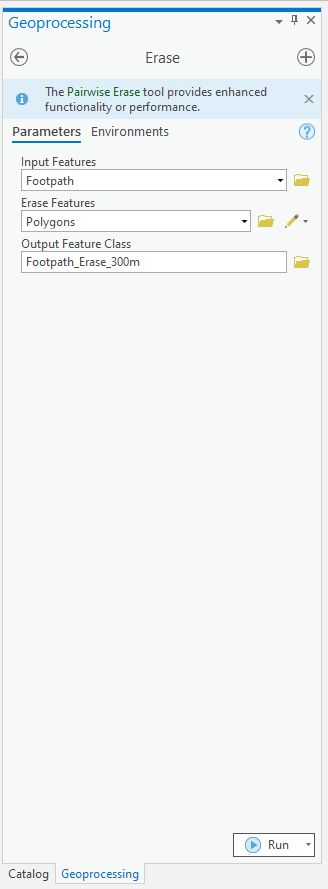 Geoprocessing
Erase
The Pairwise Erase tool provides enhanced
functionality or performance.
Parameters Environments
Input Features
Footpath
Erase Features
Polygons
Output Feature Class
Footpath_Erase_300m
Run
Catalog Geoprocessing